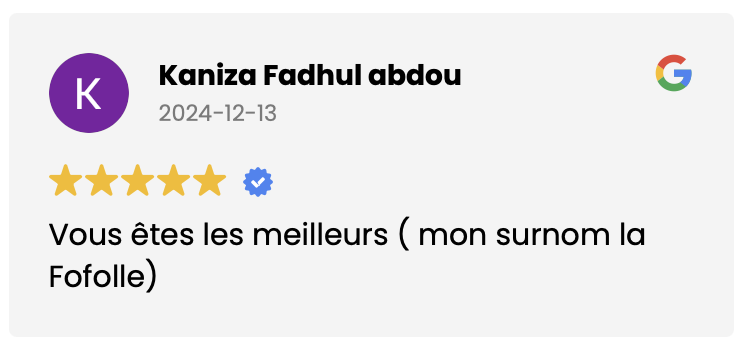 K
Kaniza Fadhul abdou
2024-12-13
Vous êtes les meilleurs ( mon surnom la
Fofolle)